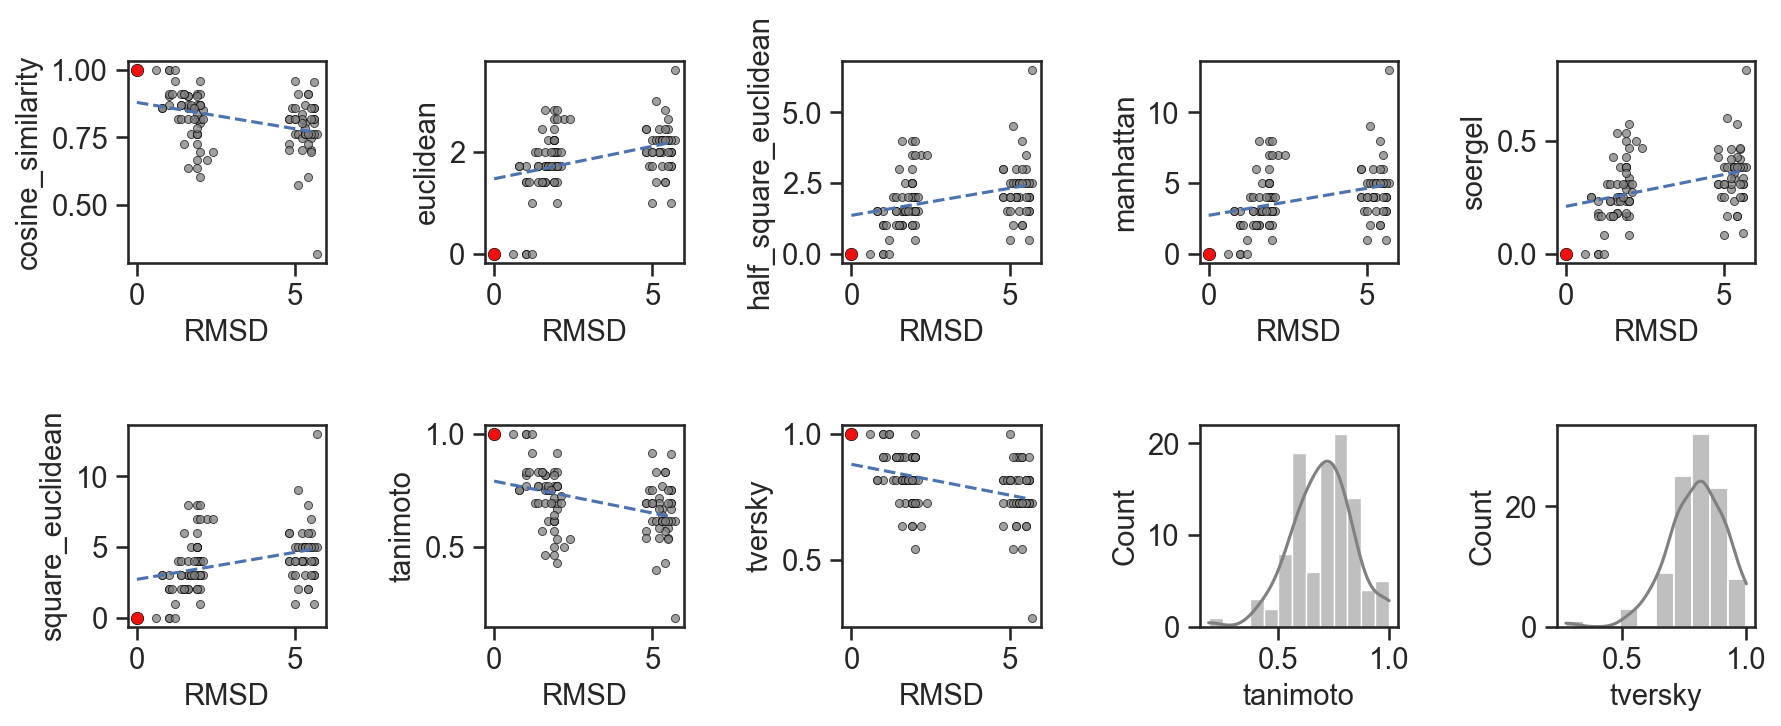 cosine_similarity
1.00
0.75
0.50
0
5
RMSD
euclidean
2
0
0
5
RMSD
half_square_euclidean
5.0
2.5
0.0
0
5
RMSD
manhattan
10
5
0
0
5
RMSD
soergel
0.5
0.0
0
5
RMSD
square_euclidean
10
5
0
0
5
RMSD
tanimoto
1.0
0.5
0
5
RMSD
tversky
1.0
0.5
0
5
RMSD
Count
20
10
0
0.5
1.0
tanimoto
Count
20
0
0.5
1.0
tversky